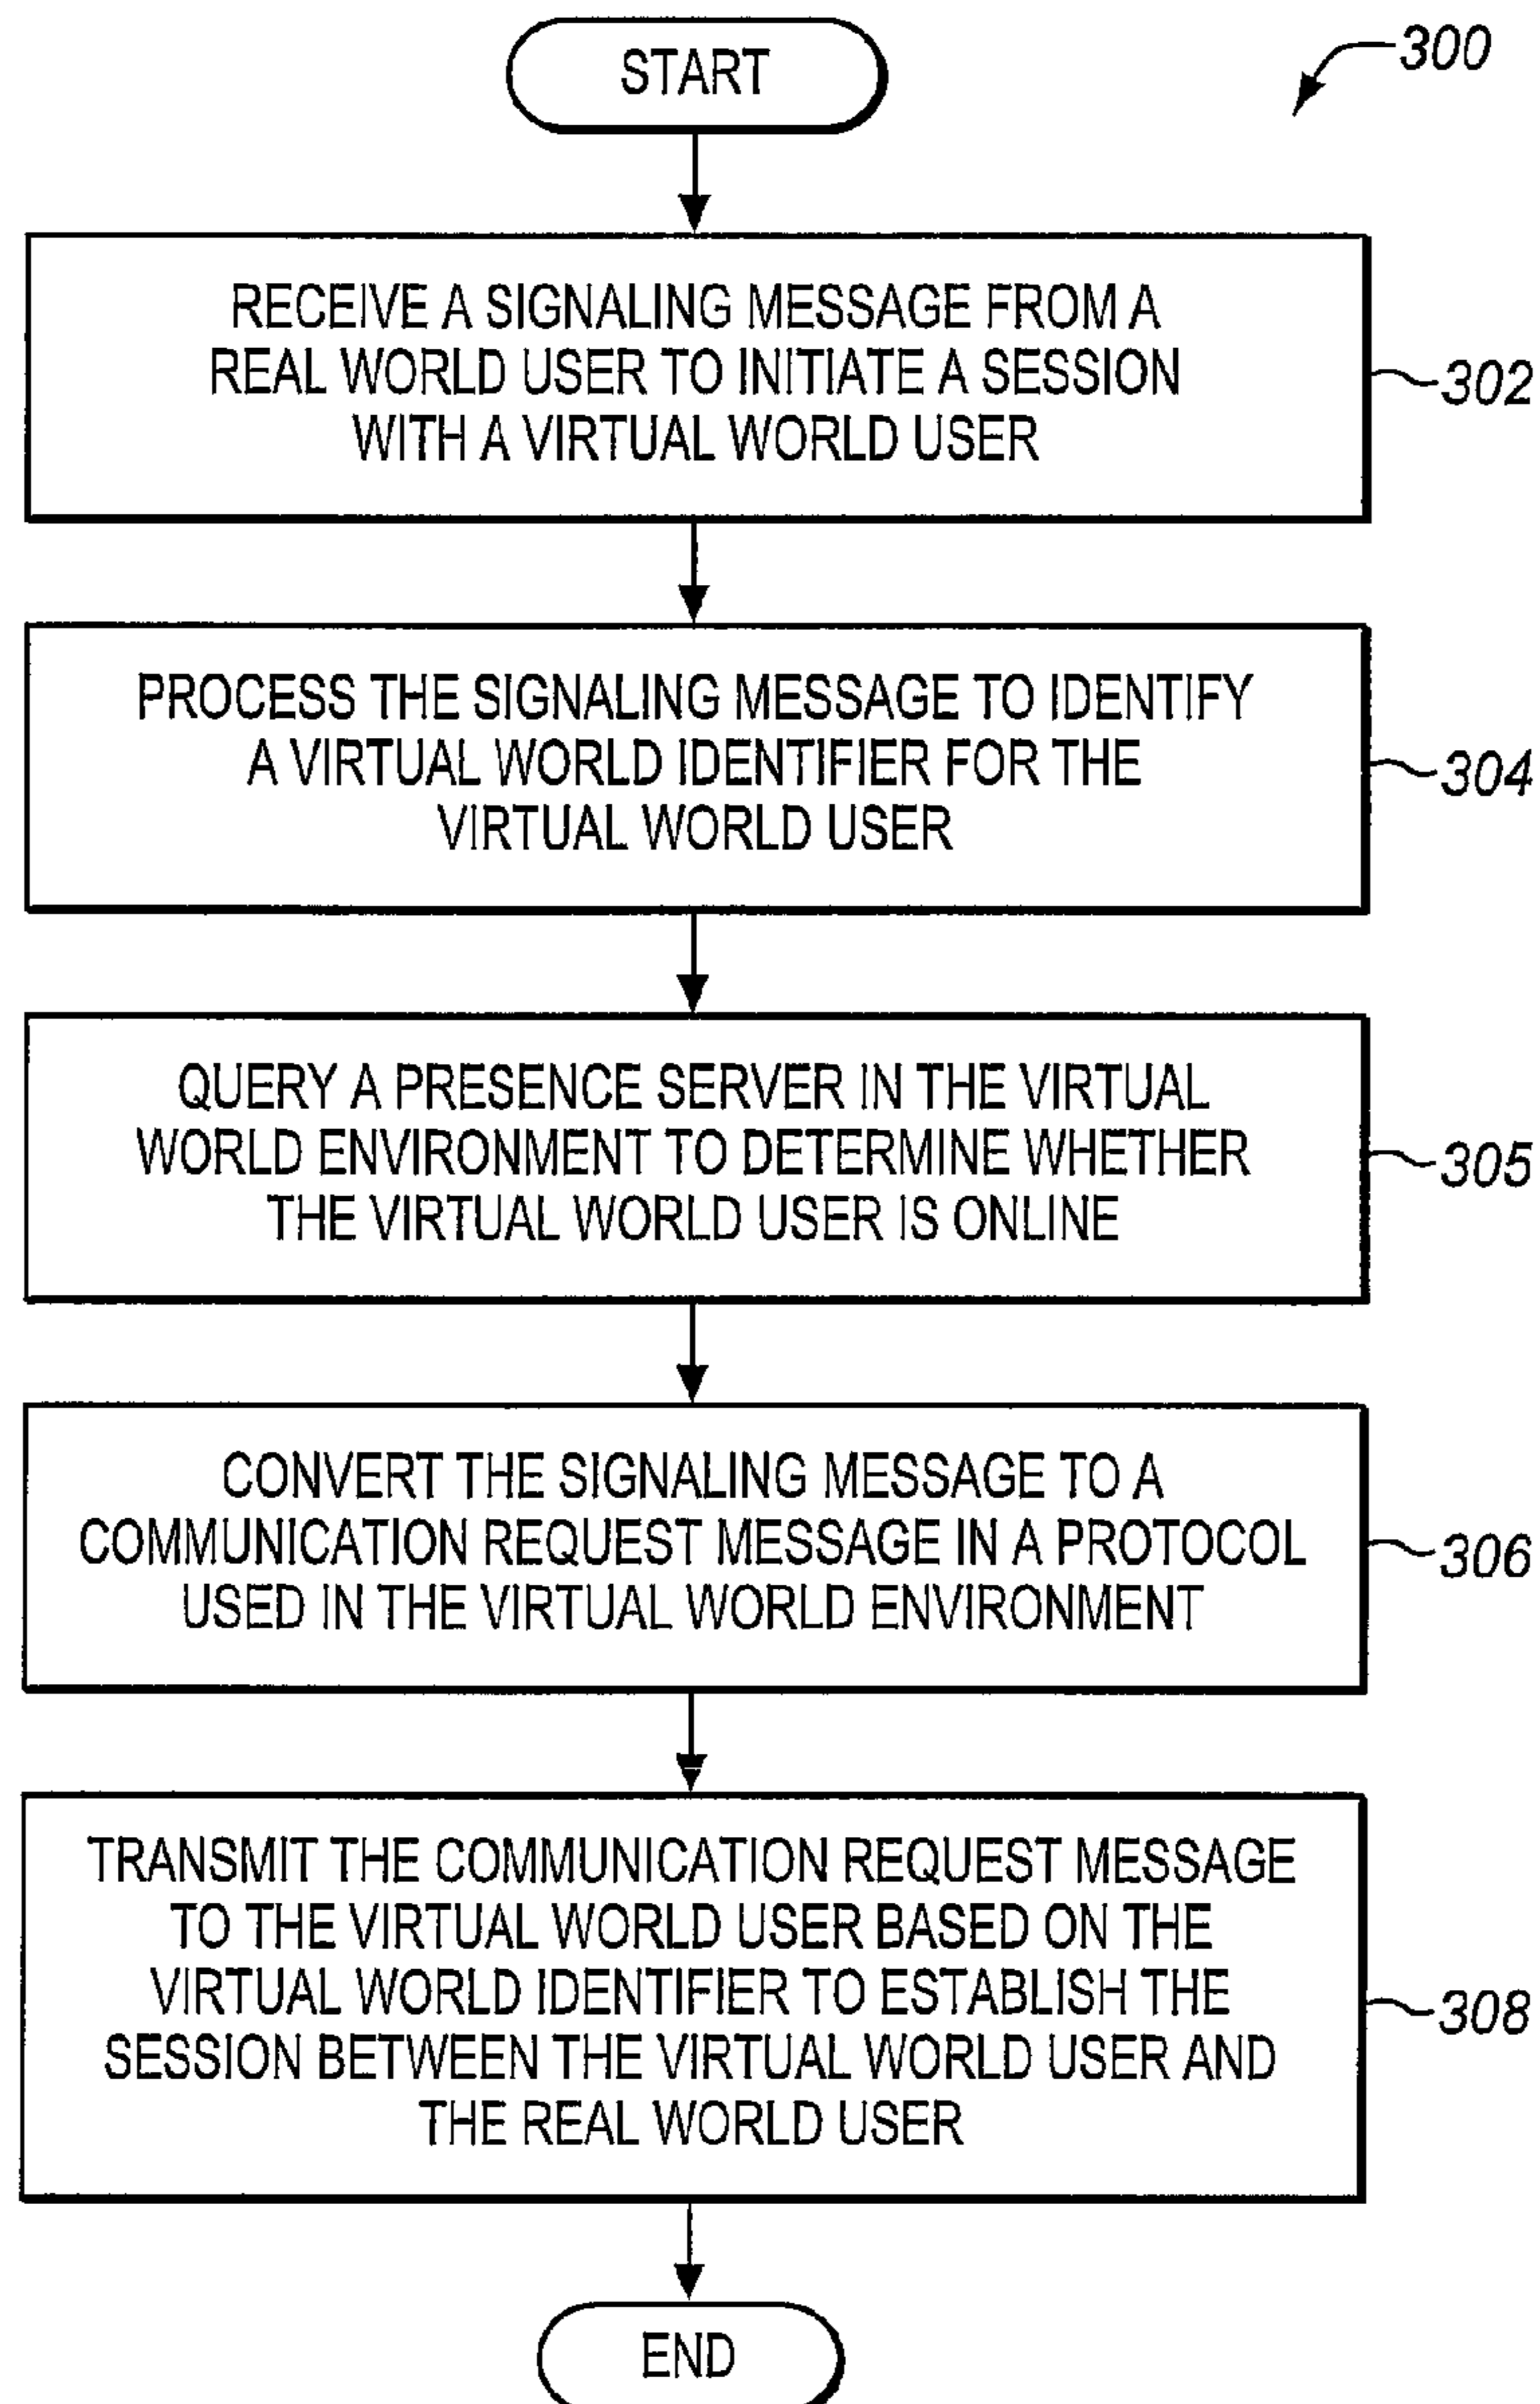 START
300
RECEIVE A SIGNALING MESSAGE FROM A
REAL WORLD USER TO INITIATE A SESSION
WITH A VIRTUAL WORLD USER
302
PROCESS THE SIGNALING MESSAGE TO IDENTIFY
A VIRTUAL WORLD IDENTIFIER FOR THE
VIRTUAL WORLD USER
304
QUERY A PRESENCE SERVER IN THE VIRTUAL
WORLD ENVIRONMENT TO DETERMINE WHETHER
THE VIRTUAL WORLD USER IS ONLINE
305
CONVERT THE SIGNALING MESSAGE TO A
COMMUNICATION REQUEST MESSAGE IN A PROTOCOL
USED IN THE VIRTUAL WORLD ENVIRONMENT
306
TRANSMIT THE COMMUNICATION REQUEST MESSAGE
TO THE VIRTUAL WORLD USER BASED ON THE
VIRTUAL WORLD IDENTIFIER TO ESTABLISH THE
SESSION BETWEEN THE VIRTUAL WORLD USER AND
THE REAL WORLD USER
308
END